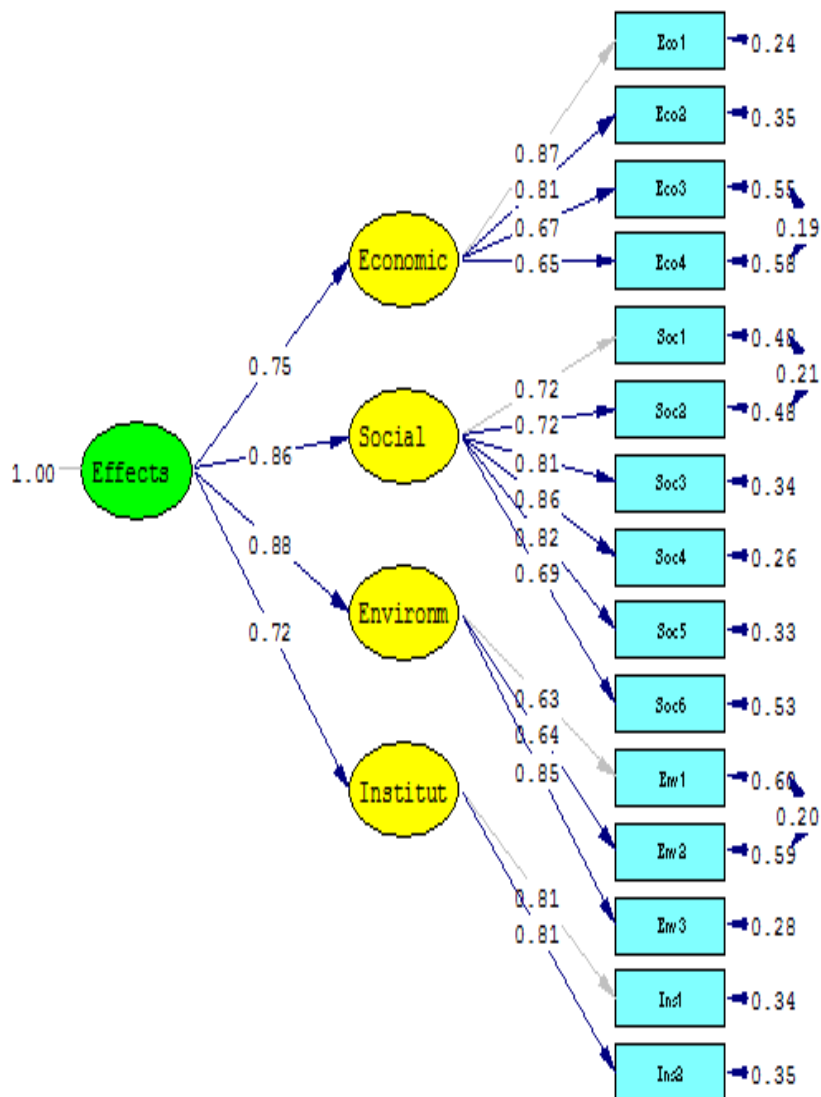 Eco1
0.24
Eco2
0.35
0.87
0.81
Eco3
0.55
0.67
0.19
Economic
0.65
Eco4
0.58
Soc1
0.48
0.75
0.21
0.72
Soc2
0.48
0.72
Social
0.86
0.81
1.00
Effects
Soc3
0.34
0.86
0.82
Soc4
0.26
0.88
0.69
Environm
Soc5
0.33
0.72
0.63
Soc6
0.53
0.64
0.85
Env1
0.60
Institut
0.20
Env2
0.59
0.81
Env3
0.28
0.81
Ins1
0.34
Ins2
0.35